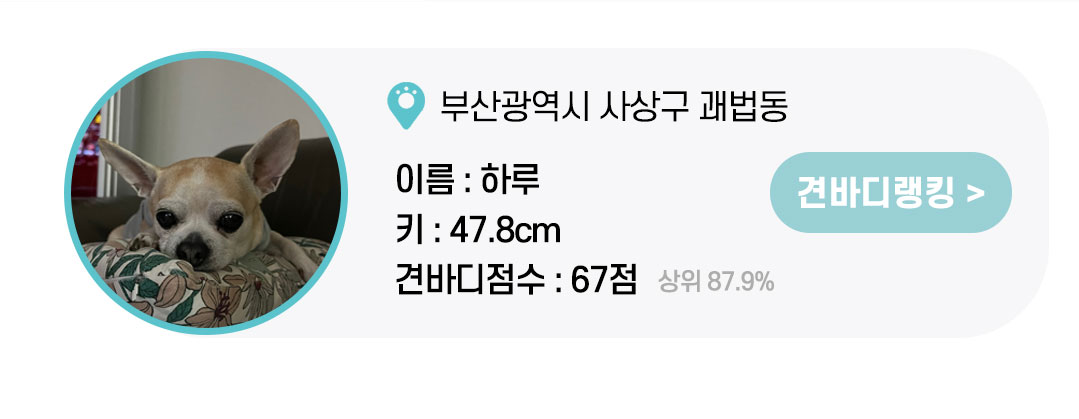 부산광역시 사상구 괘법동
이름 : 하루
키 : 47.8cm
견바디점수 : 67점 상위 87.9%
견바디랭킹 >